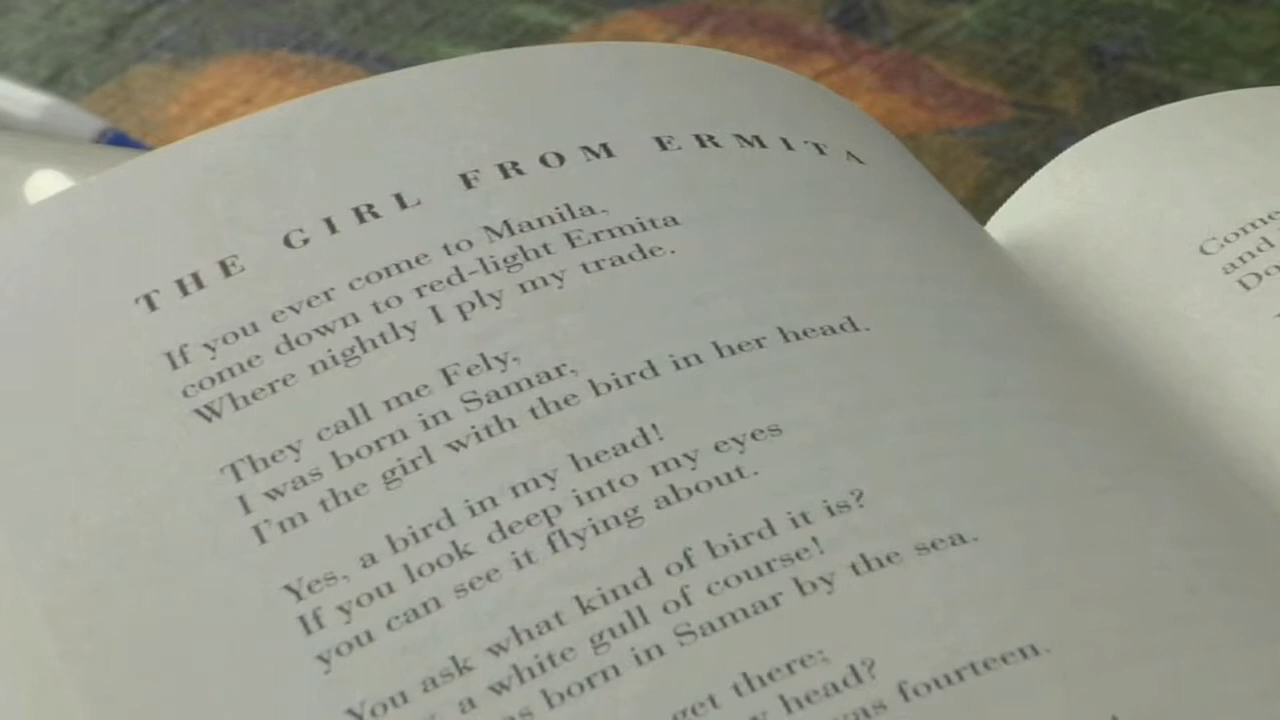 THE GIRL FROM ERMITA
If you ever come to Manila,
come down to red-light Ermita
Where nightly I ply my trade.
They call me Fely,
I was born in Samar,
I'm the girl with the bird in her head.
Yes, a bird in my head!
If you look deep into my eyes
you can see it flying about.
You ask what kind of bird it is?
a white gull of course!
born in Samar by the sea.
get there;
head?
fourteen.
Come
and